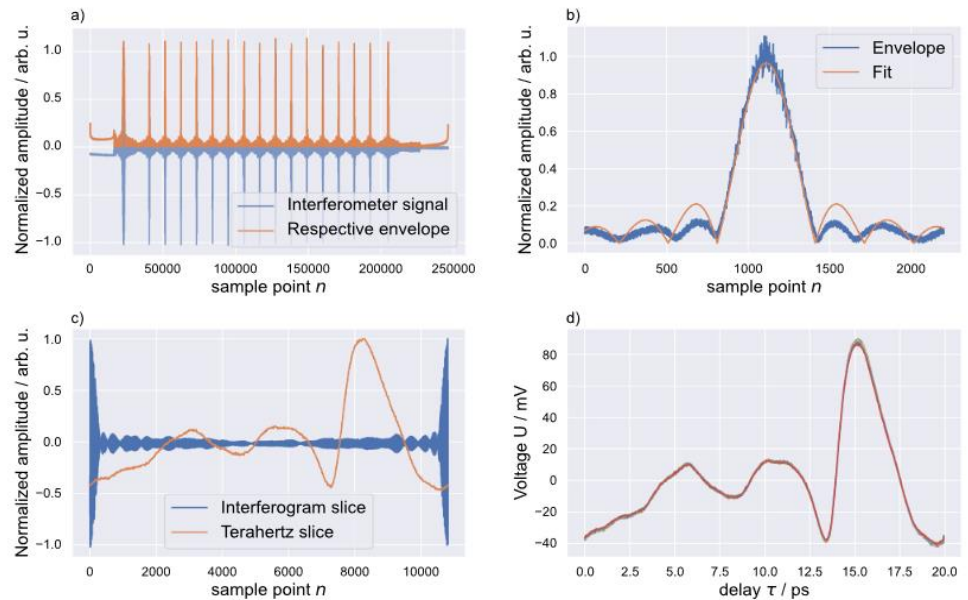 a)
Normalized amplitude / arb. u.
1.0
0.5
0.0
−0.5
−1.0
Interferometer signal
Respective envelope
0 50000 100000 150000 200000 250000
sample point n
b)
Normalized amplitude / arb. u.
1.0
0.8
0.6
0.4
0.2
0.0
Envelope
Fit
0 500 1000 1500 2000
sample point n
c)
Normalized amplitude / arb. u.
1.0
0.5
0.0
−0.5
−1.0
Interferogram slice
Terahertz slice
0 2000 4000 6000 8000 10000
sample point n
d)
Voltage U / mV
80
60
40
20
0
−20
−40
0.0 2.5 5.0 7.5 10.0 12.5 15.0 17.5 20.0
delay τ / ps